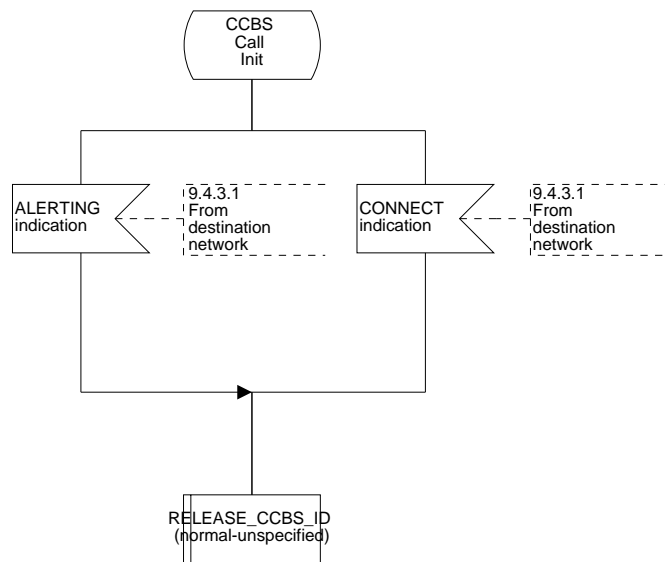 CCBS
Call
Init
ALERTING
indication
9.4.3.1
From
destination
network
CONNECT
indication
9.4.3.1
From
destination
network
RELEASE_CCBS_ID
(normal-unspecified)